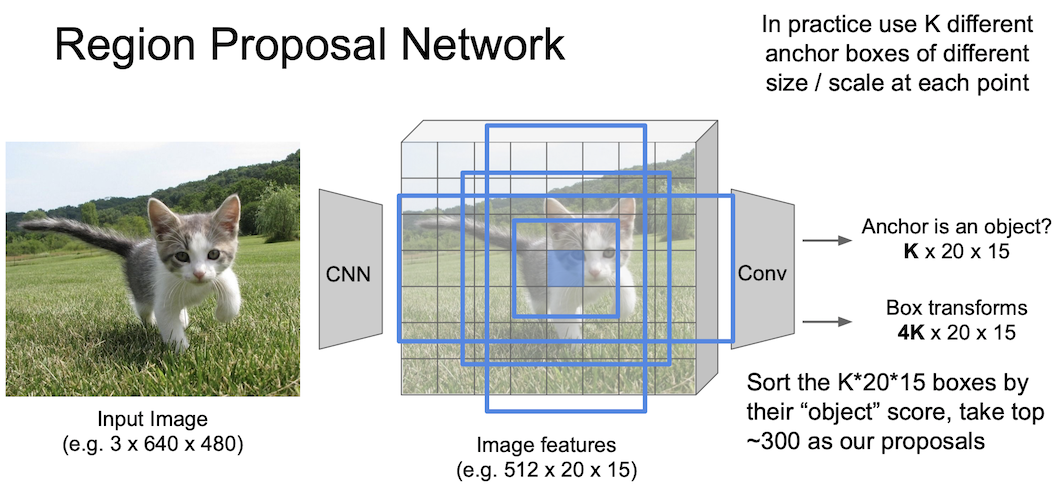 Region Proposal Network
In practice use K different
anchor boxes of different
size / scale at each point
CNN
Conv
Anchor is an object?
K x 20 x 15
Box transforms
4K x 20 x 15
Input Image
(e.g. 3 x 640 x 480)
Image features
(e.g. 512 x 20 x 15)
Sort the K*20*15 boxes by
their “object” score, take top
~300 as our proposals